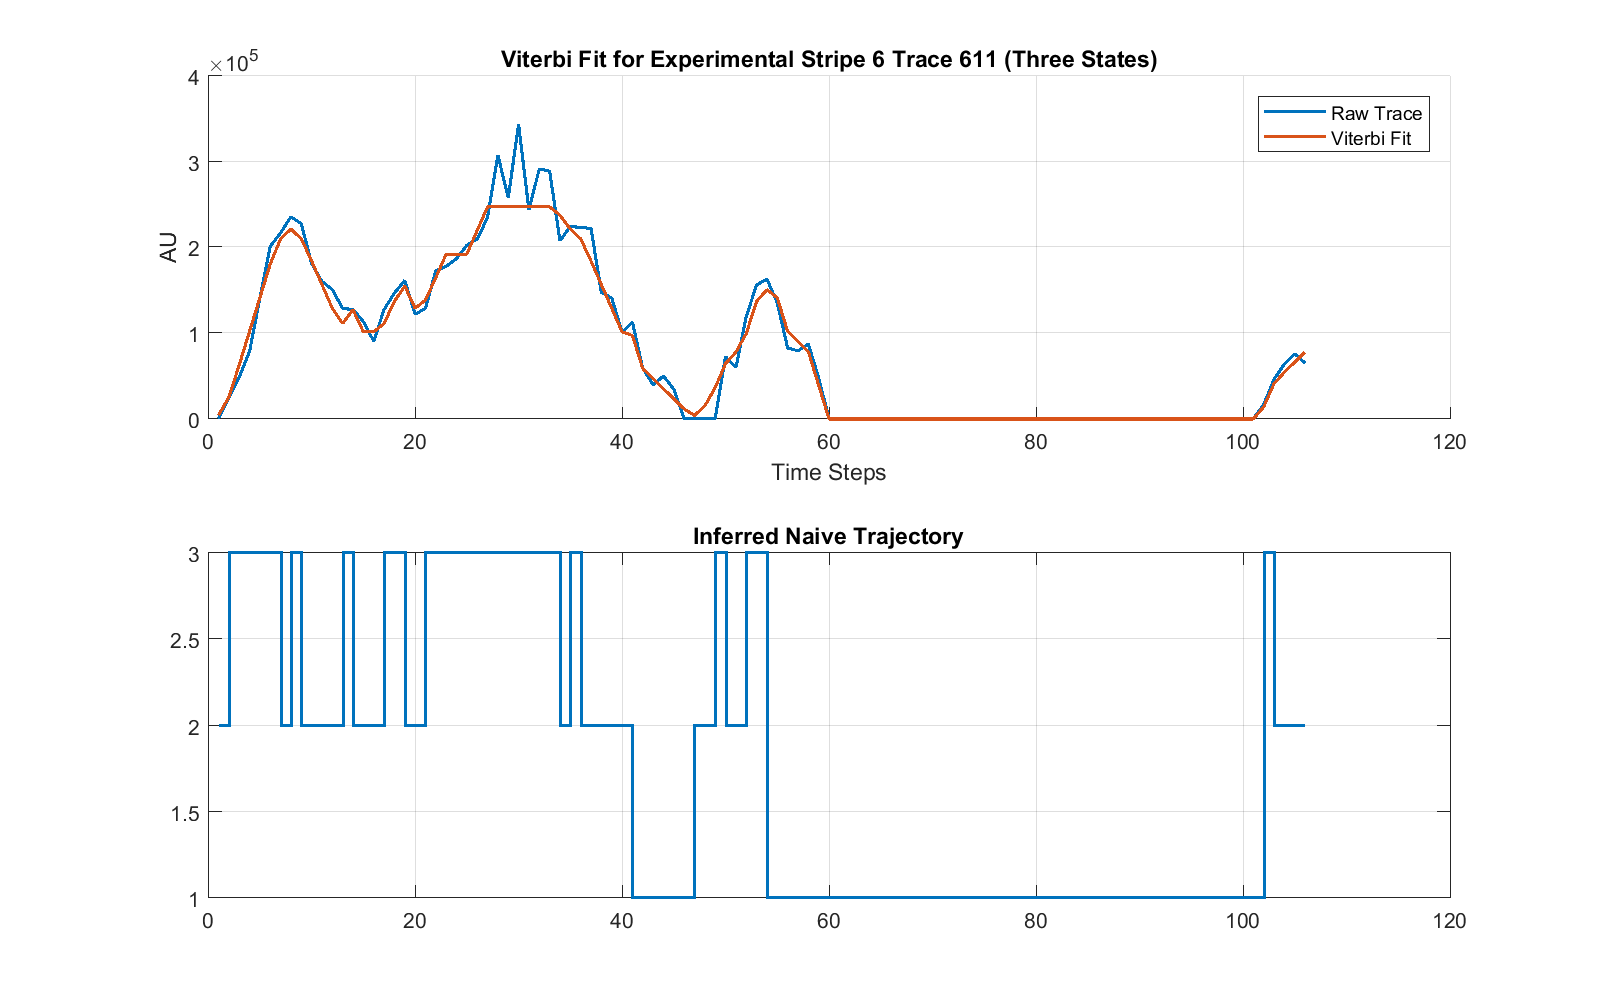 Viterbi Fit for Experimental Stripe 6 Trace 611 (Three States)
×10^5
4
3
2
1
0
AU
Raw Trace
Viterbi Fit
0 20 40 60 80 100 120
Time Steps
Inferred Naive Trajectory
3
2.5
2
1.5
1
0 20 40 60 80 100 120